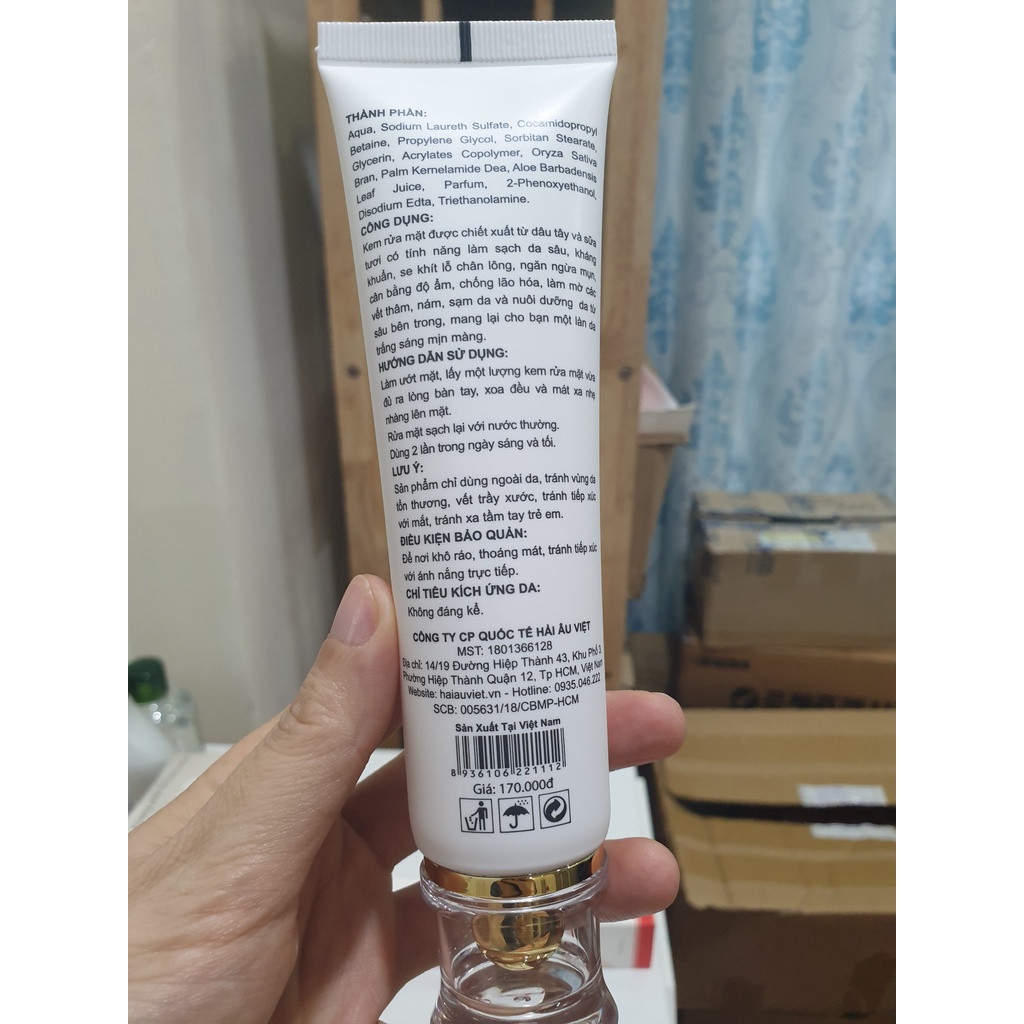 THÀNH PHẦN:
Aqua, Sodium Laureth Sulfate, Cocamidopropyl
Betaine, Propylene Glycol, Sorbitan Stearate,
Glycerin, Acrylates Copolymer, Oryza Sativa
Bran, Palm Kernelamide Dea, Aloe Barbadensis
Leaf Juice, Parfum, 2-Phenoxyethanol,
Disodium Edta, Triethanolamine.
CÔNG DỤNG:
Kem rửa mặt được chiết xuất từ dâu tây và sữa
tươi có tính năng làm sạch da sâu, kháng
khuẩn, se khít lỗ chân lông, ngăn ngừa mụn,
cân bằng độ ẩm, chống lão hóa, làm mờ các
vết thâm, nám, sạm da và nuôi dưỡng da từ
sâu bên trong, mang lại cho bạn một làn da
trắng sáng mịn màng.
HƯỚNG DẪN SỬ DỤNG:
Làm ướt mặt, lấy một lượng kem rửa mặt vừa
đủ ra lòng bàn tay, xoa đều và mát xa nhẹ
nhàng lên mặt.
Rửa mặt sạch lại với nước thường.
Dùng 2 lần trong ngày sáng và tối.
LƯU Ý:
Sản phẩm chỉ dùng ngoài da, tránh vùng da
tổn thương, vết trầy xước, tránh tiếp xúc
với mắt, tránh xa tầm tay trẻ em.
ĐIỀU KIỆN BẢO QUẢN:
Để nơi khô ráo, thoáng mát, tránh tiếp xúc
với ánh nắng trực tiếp.
CHỈ TIÊU KÍCH ỨNG DA:
Không đáng kể.
CÔNG TY CP QUỐC TẾ HẢI ÂU VIỆT
MST: 1801366128
Địa chỉ: 14/19 Đường Hiệp Thành 43, Khu Phố 3,
Phường Hiệp Thành Quận 12, Tp HCM, Việt Nam
Website: haiauviet.vn - Hotline: 0935.046.222
SCB: 005631/18/CBMP-HCM
Sản Xuất Tại Việt Nam
8 936106 221112
Giá: 170.000đ